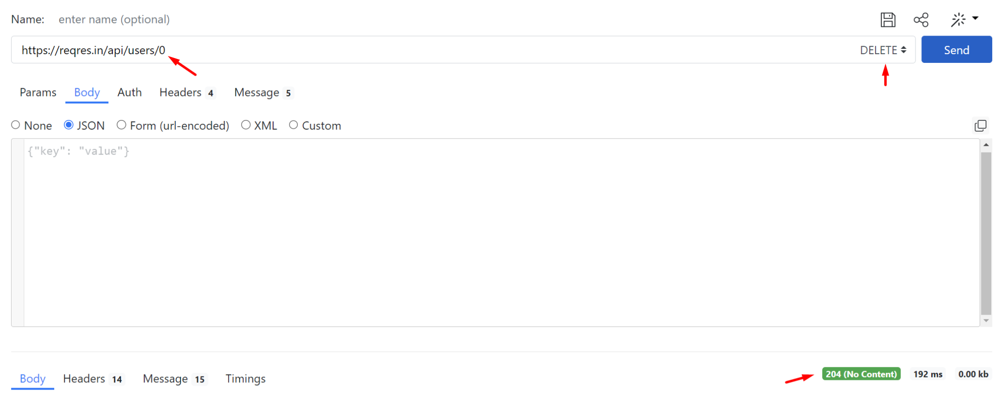 Name: enter name (optional)
https://reqres.in/api/users/0 DELETE Send
Params Body Auth Headers 4 Message 5
None JSON Form (url-encoded) XML Custom
{"key": "value"}
Body Headers 14 Message 15 Timings 204 (No Content) 192 ms 0.00 kb